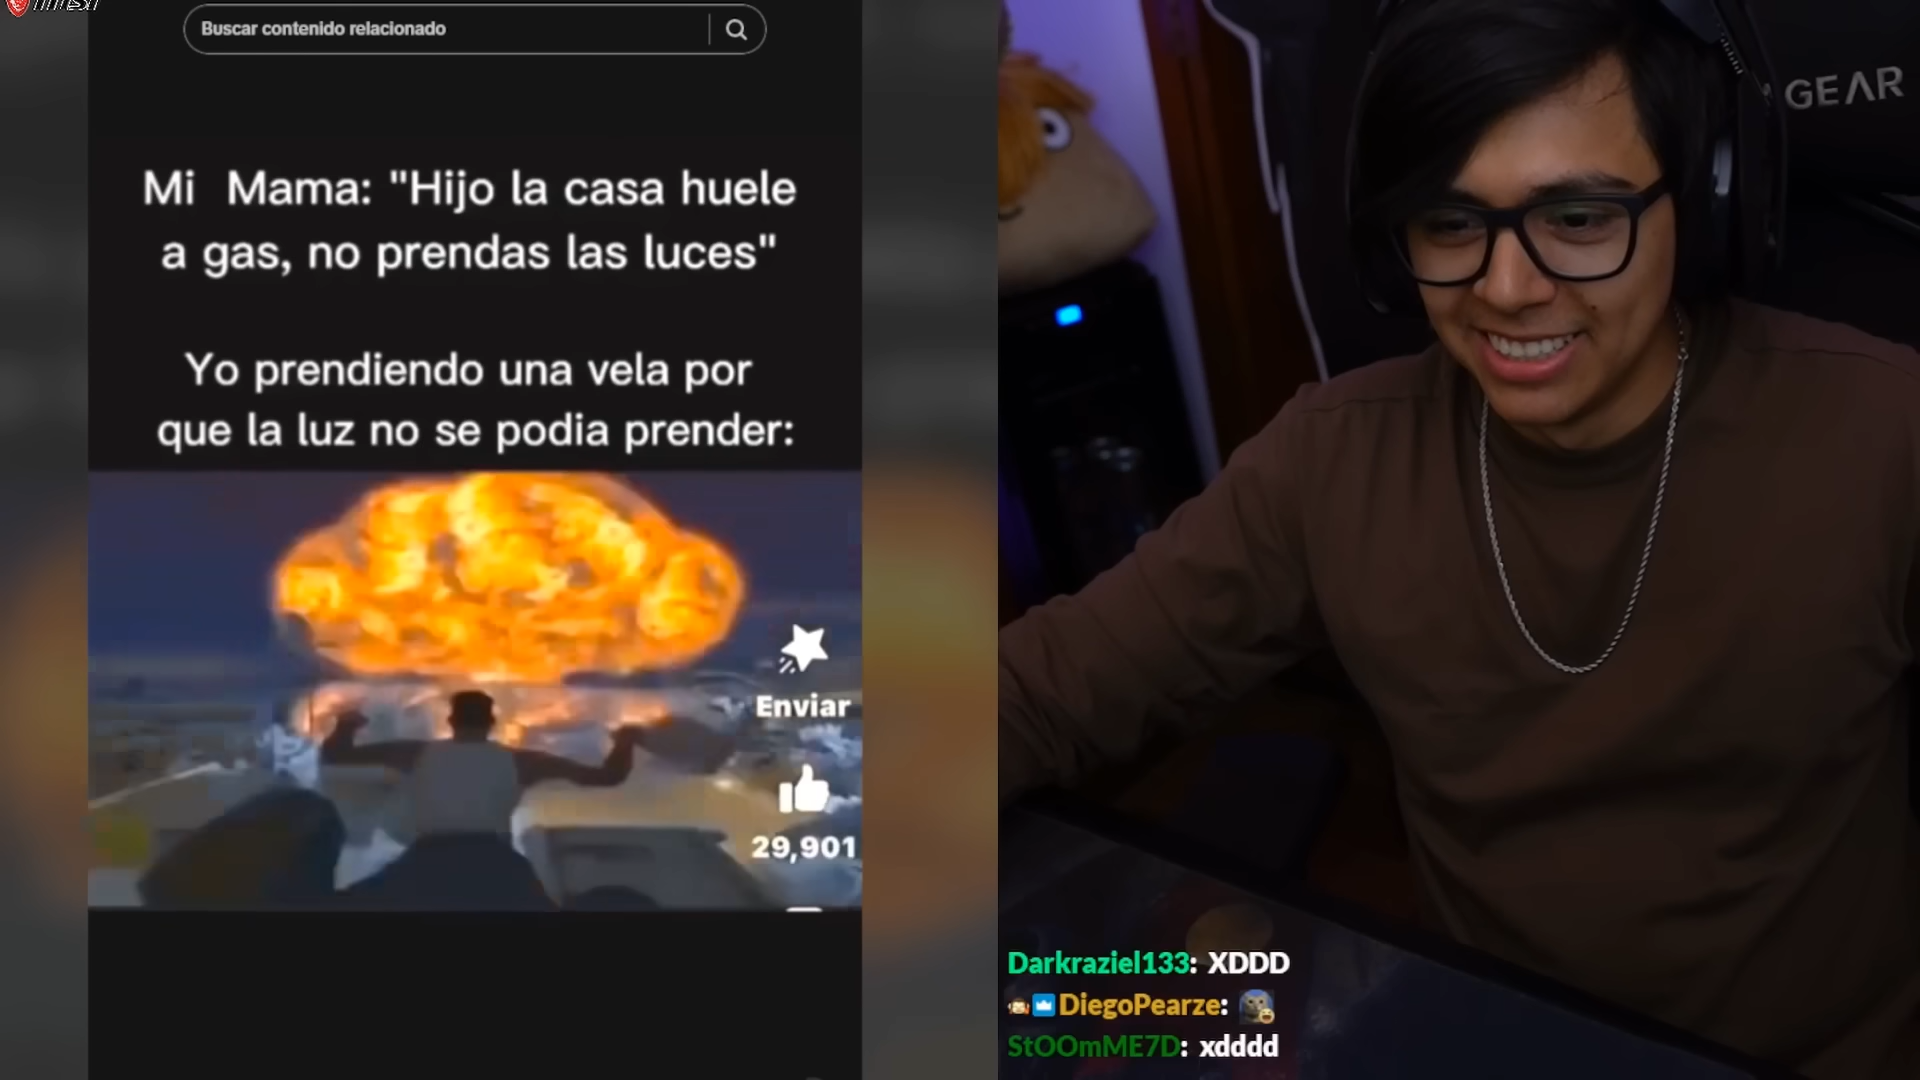 Buscar contenido relacionado
Mi Mama: "Hijo la casa huele
a gas, no prendas las luces"
Yo prendiendo una vela por
que la luz no se podia prender:
Enviar
29,901
GEAR
Darkraziel133: XDDD
DiegoPearze:
StOOmME7D: xdddd